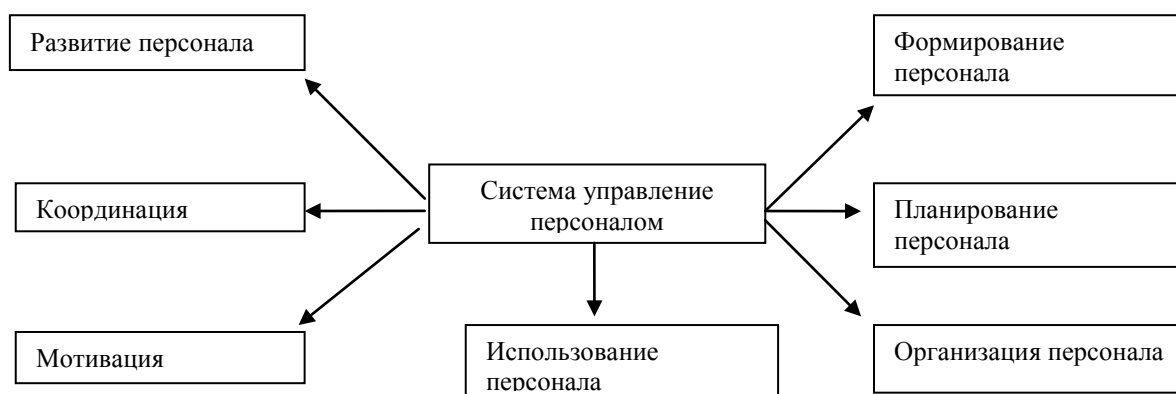 Развитие персонала
Формирование
персонала
Система управление
персоналом
Координация
Планирование
персонала
Мотивация
Использование
персонала
Организация персонала